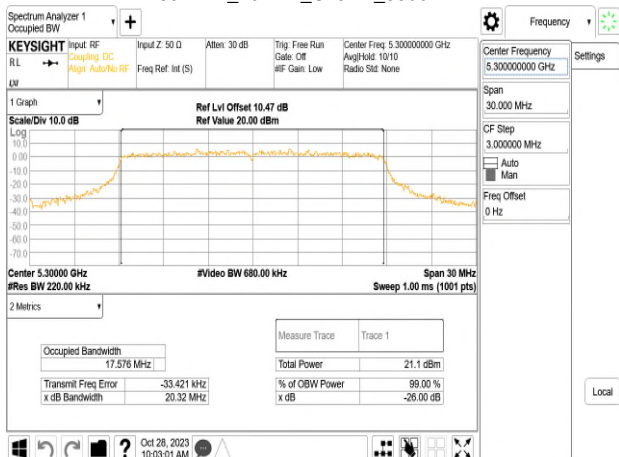 Spectrum Analyzer 1
Occupied BW
Frequency
KEYSIGHT
RL
Input: RF
Coupling: DC
Align: Auto/No RF
Input Z: 50 Ω
Freq Ref: Int (S)
Atten: 30 dB
Trig: Free Run
Gate: Off
#IF Gain: Low
Center Freq: 5.300000000 GHz
Avg|Hold: 10/10
Radio Std: None
Center Frequency
5.300000000 GHz
Settings
Span
30.000 MHz
CF Step
3.000000 MHz
Auto
Man
Freq Offset
0 Hz
1 Graph
Scale/Div 10.0 dB
Ref Lvl Offset 10.47 dB
Ref Value 20.00 dBm
Log
10.0
0.00
-10.0
-20.0
-30.0
-40.0
-50.0
-60.0
-70.0
Center 5.30000 GHz
#Video BW 680.00 kHz
Span 30 MHz
#Res BW 220.00 kHz
Sweep 1.00 ms (1001 pts)
2 Metrics
Measure Trace Trace 1
Occupied Bandwidth
17.576 MHz
Total Power 21.1 dBm
Transmit Freq Error -33.421 kHz
% of OBW Power 99.00 %
x dB Bandwidth 20.32 MHz
x dB -26.00 dB
Local
?
Oct 28, 2023
10:03:01 AM